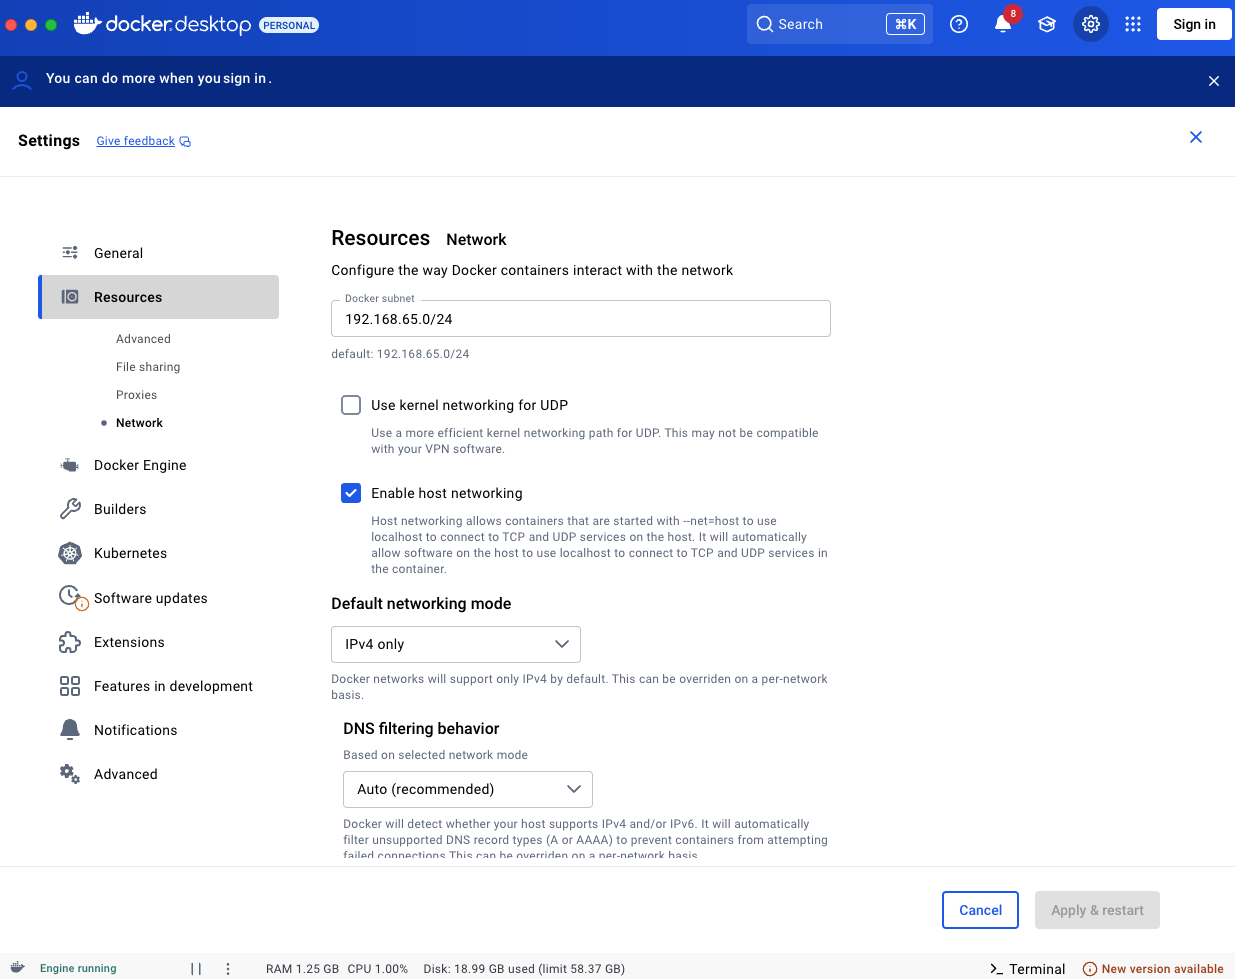 docker.desktop PERSONAL
Search
⌘K
8
Sign in
You can do more when you sign in.
Settings
Give feedback
General
Resources
Advanced
File sharing
Proxies
Network
Docker Engine
Builders
Kubernetes
Software updates
Extensions
Features in development
Notifications
Advanced
Resources Network
Configure the way Docker containers interact with the network
Docker subnet
192.168.65.0/24
default: 192.168.65.0/24
Use kernel networking for UDP
Use a more efficient kernel networking path for UDP. This may not be compatible
with your VPN software.
Enable host networking
Host networking allows containers that are started with --net=host to use
localhost to connect to TCP and UDP services on the host. It will automatically
allow software on the host to use localhost to connect to TCP and UDP services in
the container.
Default networking mode
IPv4 only
Docker networks will support only IPv4 by default. This can be overriden on a per-network
basis.
DNS filtering behavior
Based on selected network mode
Auto (recommended)
Docker will detect whether your host supports IPv4 and/or IPv6. It will automatically
filter unsupported DNS record types (A or AAAA) to prevent containers from attempting
failed connections This can be overriden on a per-network basis.
Cancel
Apply & restart
Engine running
RAM 1.25 GB CPU 1.00% Disk: 18.99 GB used (limit 58.37 GB)
>_ Terminal
New version available